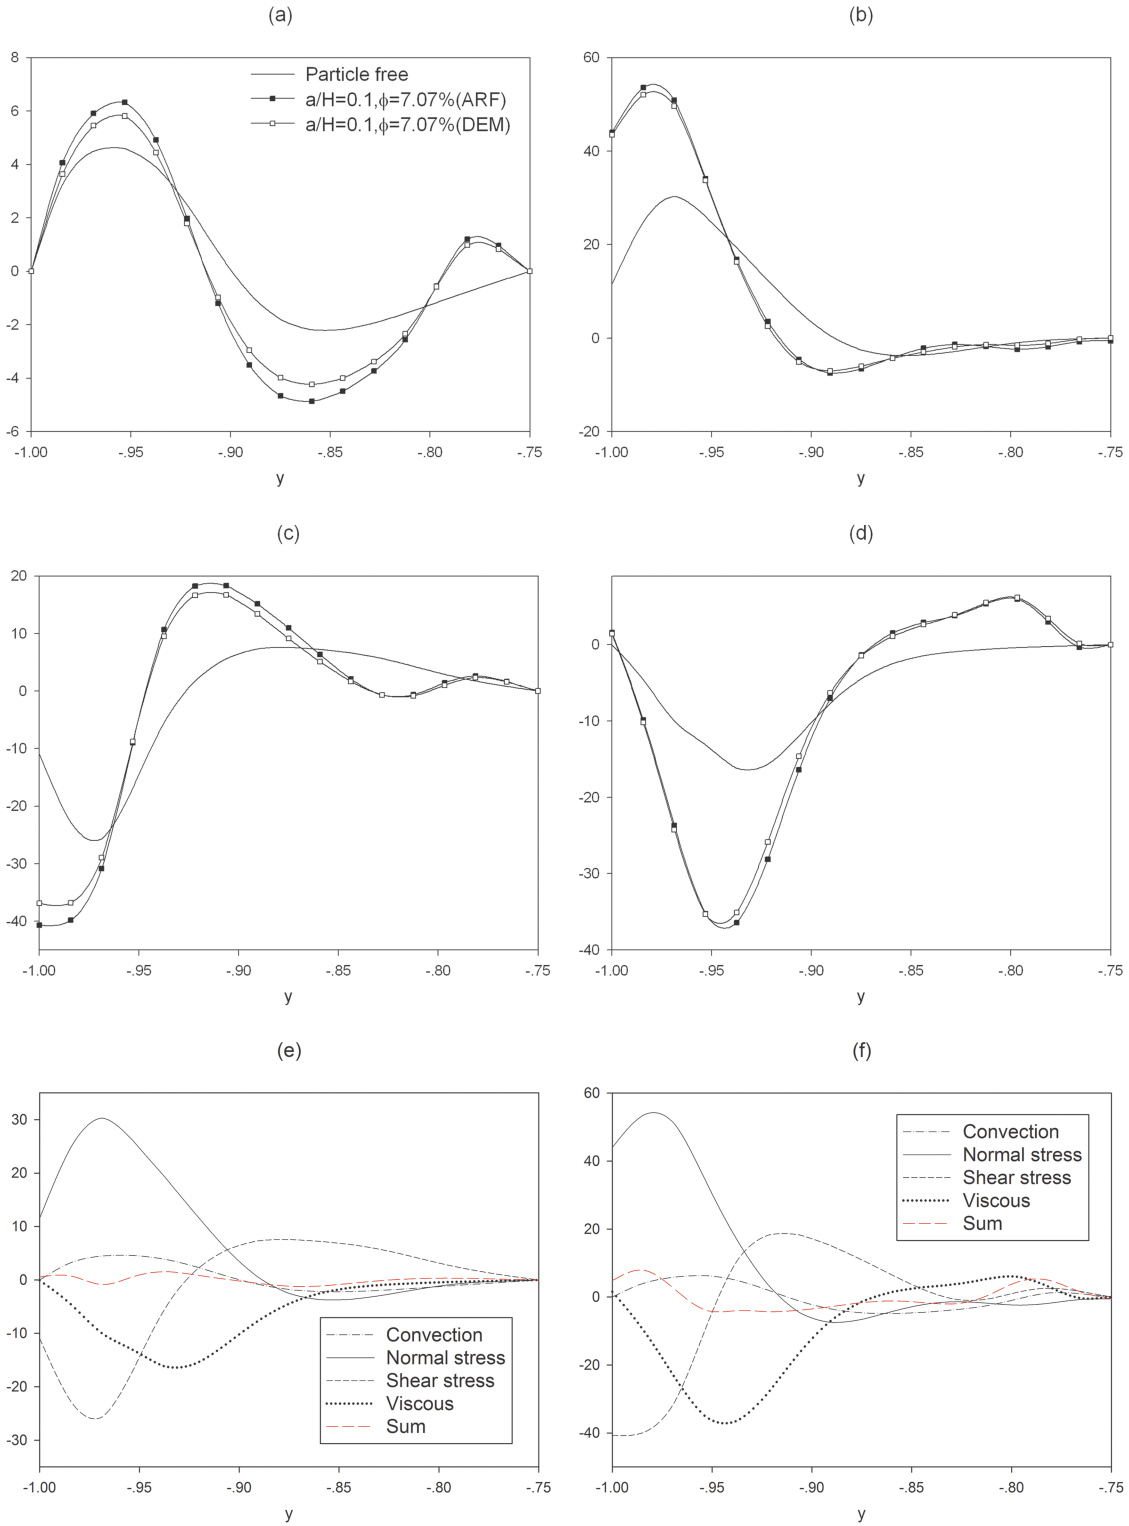 (a)
(b)
8
6
4
2
0
-2
-4
-6
-1.00
-.95
-.90
-.85
-.80
-.75
y
Particle free
a/H=0.1,ϕ=7.07%(ARF)
a/H=0.1,ϕ=7.07%(DEM)
60
40
20
0
-20
-1.00
-.95
-.90
-.85
-.80
-.75
y
(c)
(d)
20
10
0
-10
-20
-30
-40
-1.00
-.95
-.90
-.85
-.80
-.75
y
0
-10
-20
-30
-40
-1.00
-.95
-.90
-.85
-.80
-.75
y
(e)
(f)
30
20
10
0
-10
-20
-30
-1.00
-.95
-.90
-.85
-.80
-.75
y
Convection
Normal stress
Shear stress
Viscous
Sum
60
40
20
0
-20
-40
-1.00
-.95
-.90
-.85
-.80
-.75
y
Convection
Normal stress
Shear stress
Viscous
Sum